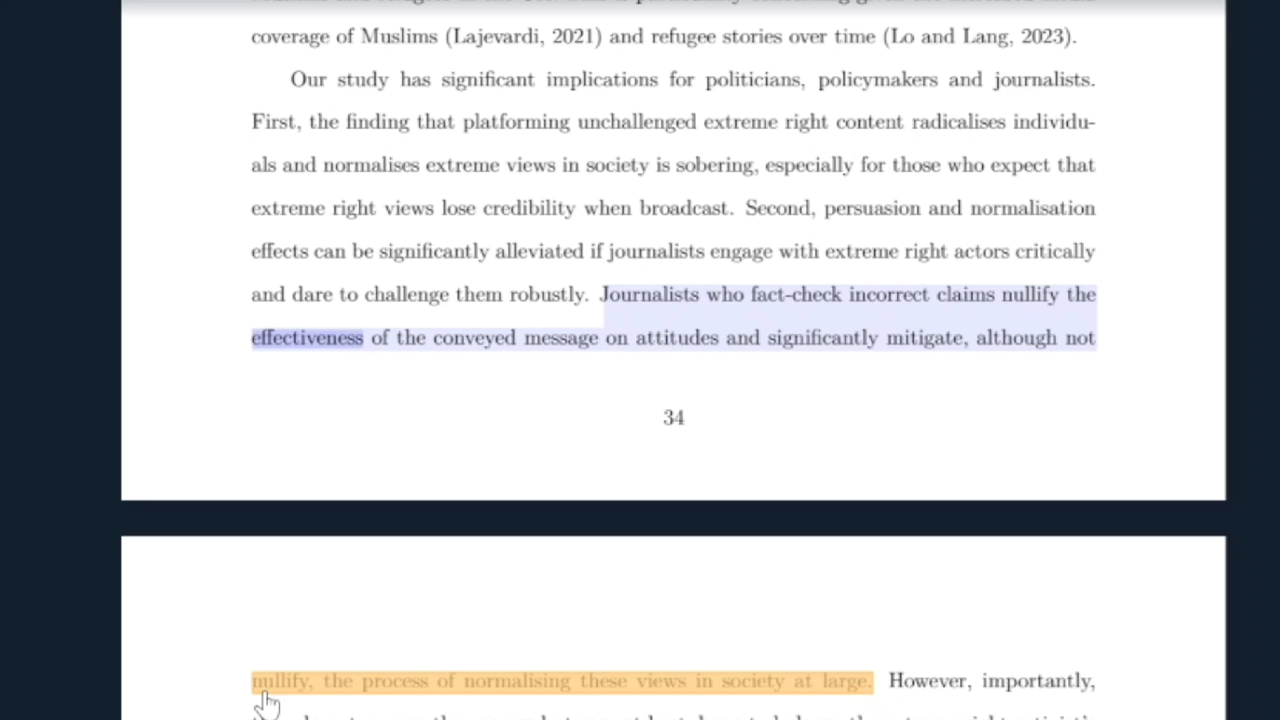 coverage of Muslims (Lajevardi, 2021) and refugee stories over time (Lo and Lang, 2023).
Our study has significant implications for politicians, policymakers and journalists.
First, the finding that platforming unchallenged extreme right content radicalises individu-
als and normalises extreme views in society is sobering, especially for those who expect that
extreme right views lose credibility when broadcast. Second, persuasion and normalisation
effects can be significantly alleviated if journalists engage with extreme right actors critically
and dare to challenge them robustly. Journalists who fact-check incorrect claims nullify the
effectiveness of the conveyed message on attitudes and significantly mitigate, although not
34
nullify, the process of normalising these views in society at large. However, importantly,